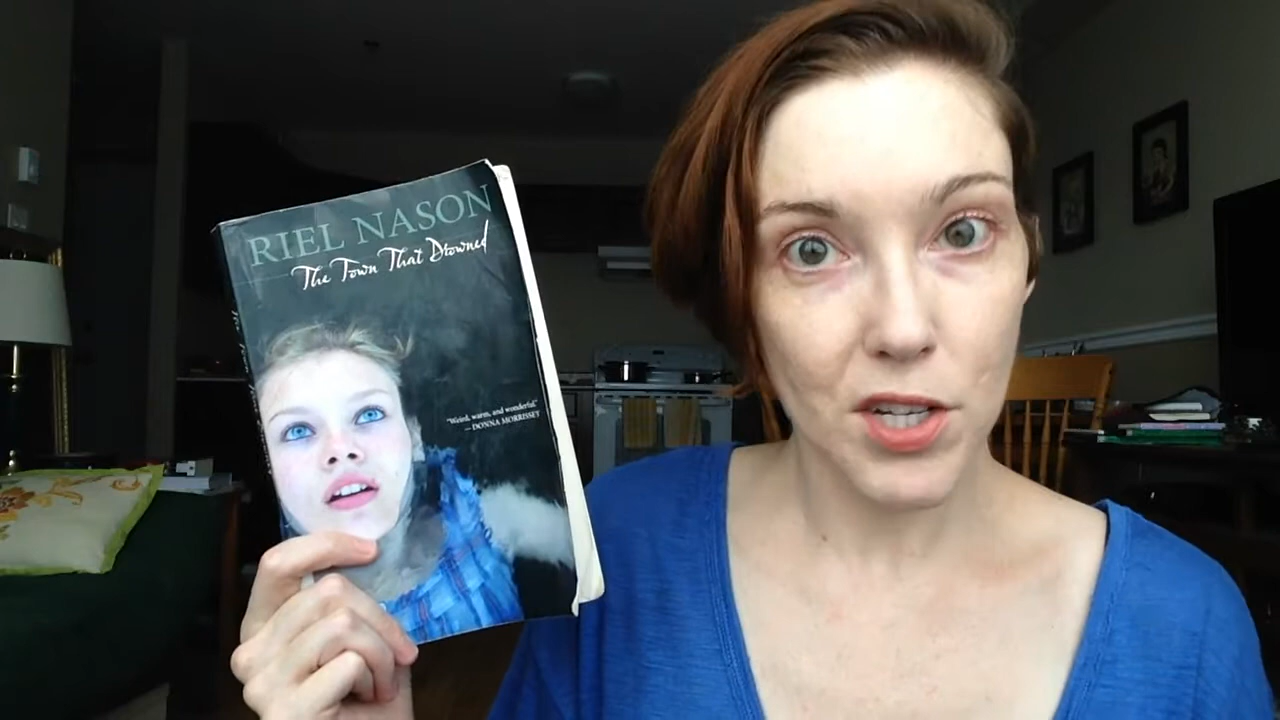 RIEL NASON
The Town That Drowned
"Weird, warm, and wonderful."
— DONNA MORRISSEY